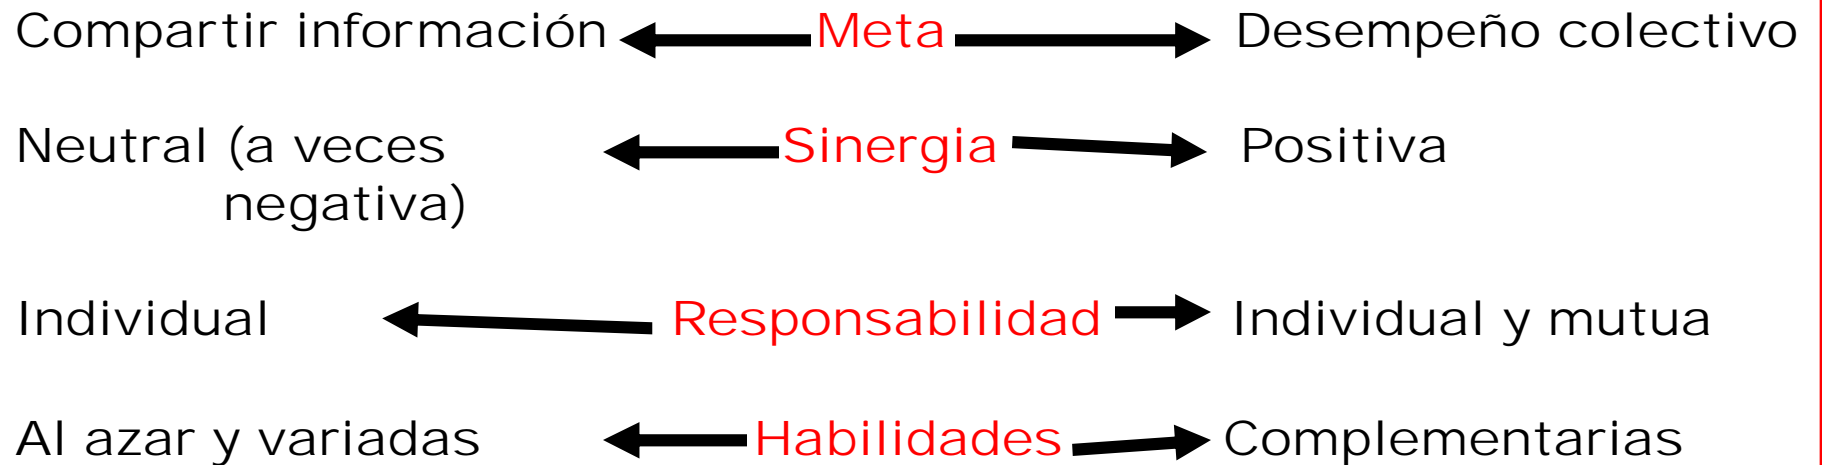 Compartir información Meta Desempeño colectivo
Neutral (a veces Sinergia Positiva
negativa)
Individual Responsabilidad Individual y mutua
Al azar y variadas Habilidades Complementarias